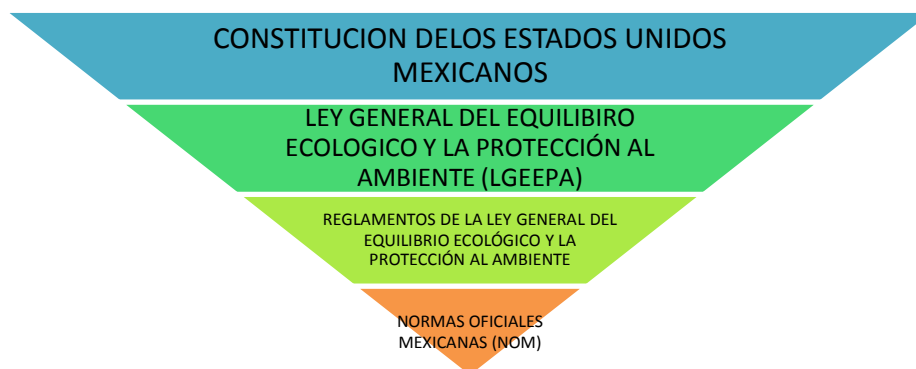 CONSTITUCION DELOS ESTADOS UNIDOS
MEXICANOS
LEY GENERAL DEL EQUILIBIRO
ECOLOGICO Y LA PROTECCIÓN AL
AMBIENTE (LGEEPA)
REGLAMENTOS DE LA LEY GENERAL DEL
EQUILIBRIO ECOLÓGICO Y LA
PROTECCIÓN AL AMBIENTE
NORMAS OFICIALES
MEXICANAS (NOM)